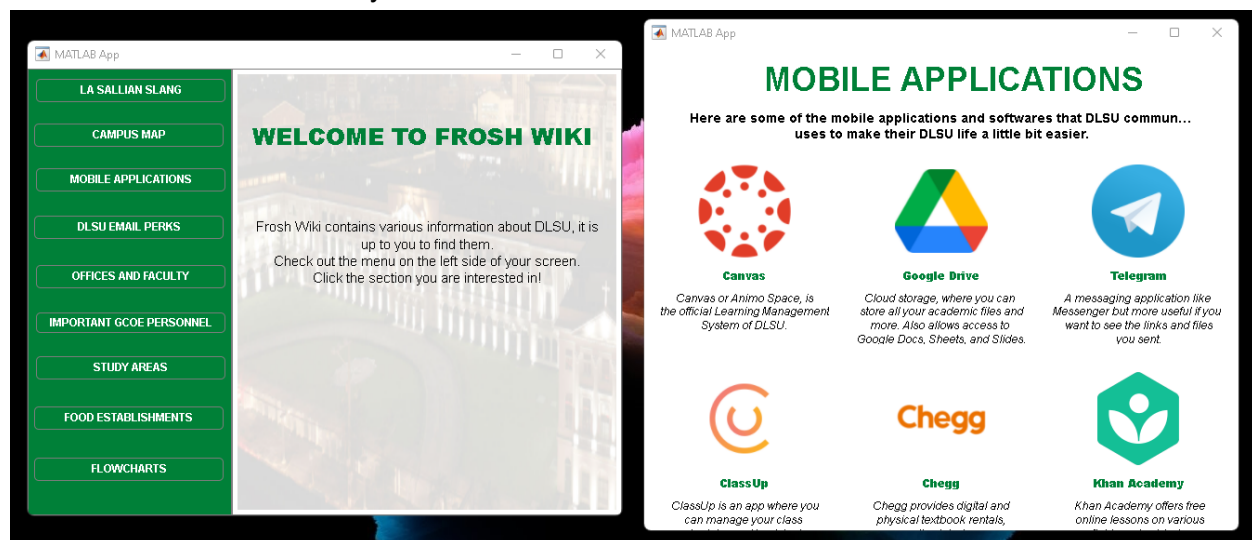 MATLAB App
LA SALLIAN SLANG
CAMPUS MAP
MOBILE APPLICATIONS
DLSU EMAIL PERKS
OFFICES AND FACULTY
IMPORTANT GCOE PERSONNEL
STUDY AREAS
FOOD ESTABLISHMENTS
FLOWCHARTS
WELCOME TO FROSH WIKI
Frosh Wiki contains various information about DLSU, it is
up to you to find them.
Check out the menu on the left side of your screen.
Click the section you are interested in!
MATLAB App
MOBILE APPLICATIONS
Here are some of the mobile applications and softwares that DLSU commun...
uses to make their DLSU life a little bit easier.
Canvas
Canvas or Animo Space, is
the official Learning Management
System of DLSU.
Google Drive
Cloud storage, where you can
store all your academic files and
more. Also allows access to
Google Docs, Sheets, and Slides.
Telegram
A messaging application like
Messenger but more useful if you
want to see the links and files
you sent.
ClassUp
ClassUp is an app where you
can manage your class
Chegg
Chegg
Chegg provides digital and
physical textbook rentals,
Khan Academy
Khan Academy offers free
online lessons on various